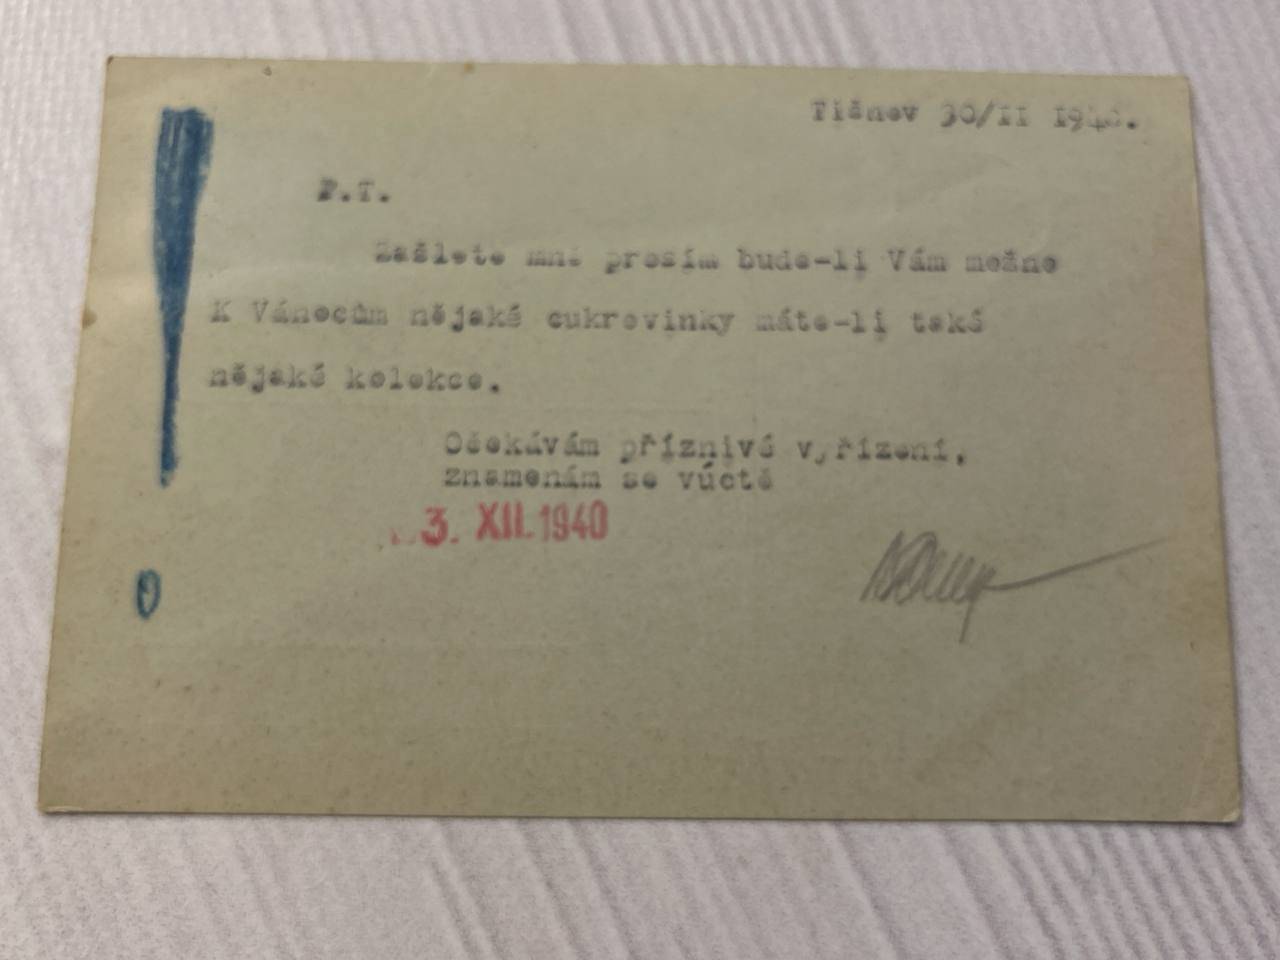 Tišnov 30/II 1940.
P.T.
Zašlete mně prosím bude-li Vám možno
K Vánocům nějaké cukrovinky máte-li také
nějaké kolekce.
Očekávám příznivé vyřízení,
znamenám se vúctě
3. XII. 1940